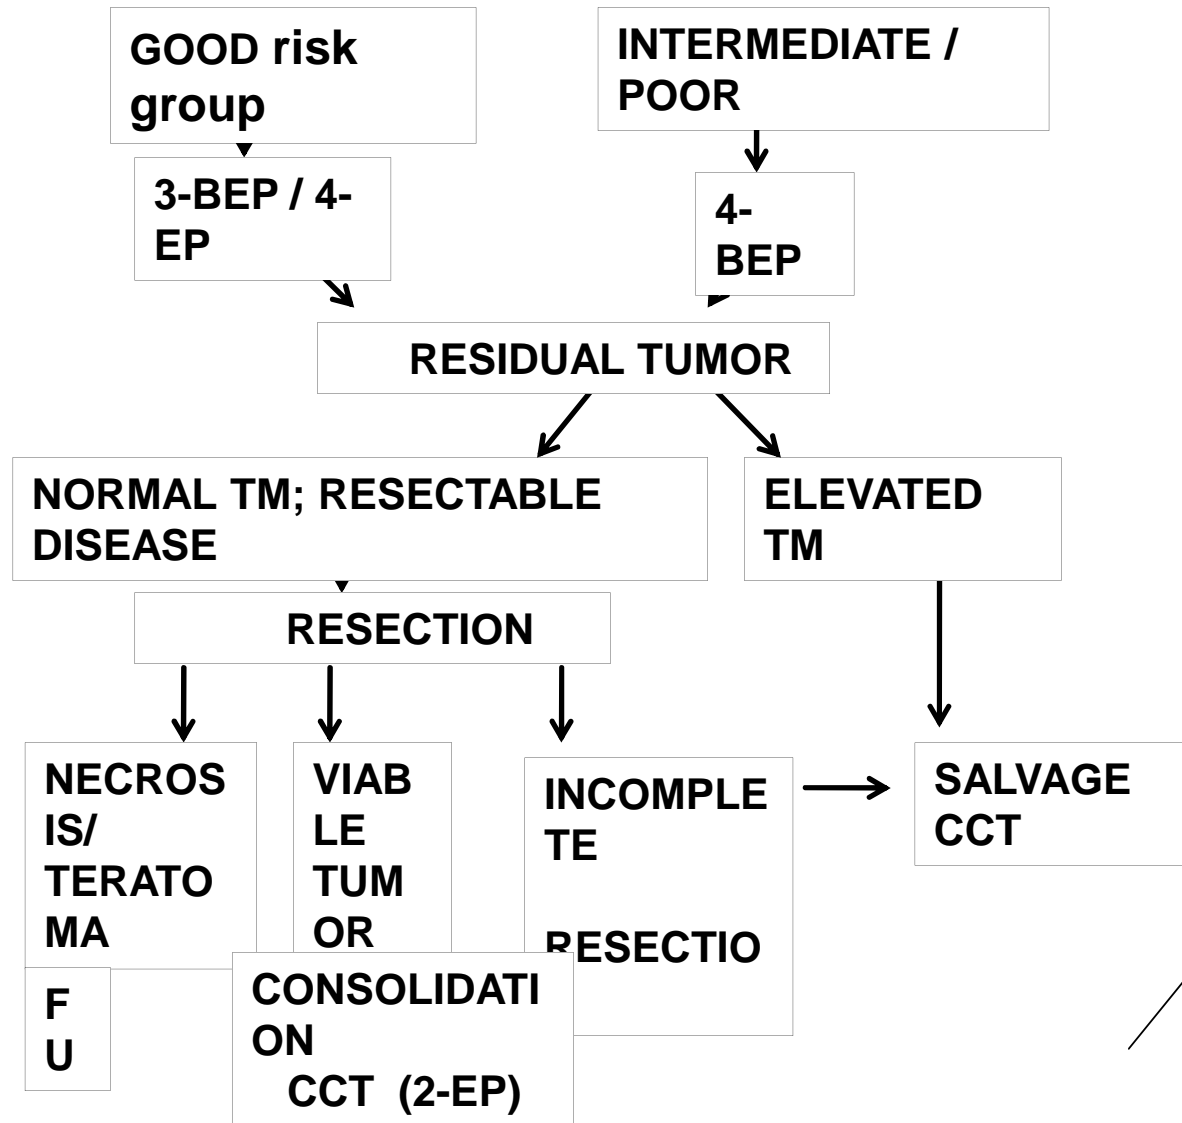 GOOD risk
group
INTERMEDIATE /
POOR
3-BEP / 4-
EP
4-
BEP
RESIDUAL TUMOR
NORMAL TM; RESECTABLE
DISEASE
ELEVATED
TM
RESECTION
NECROS
IS/
TERATO
MA
VIAB
LE
TUM
OR
INCOMPLE
TE
RESECTIO
SALVAGE
CCT
F
U
CONSOLIDATI
ON
CCT (2-EP)